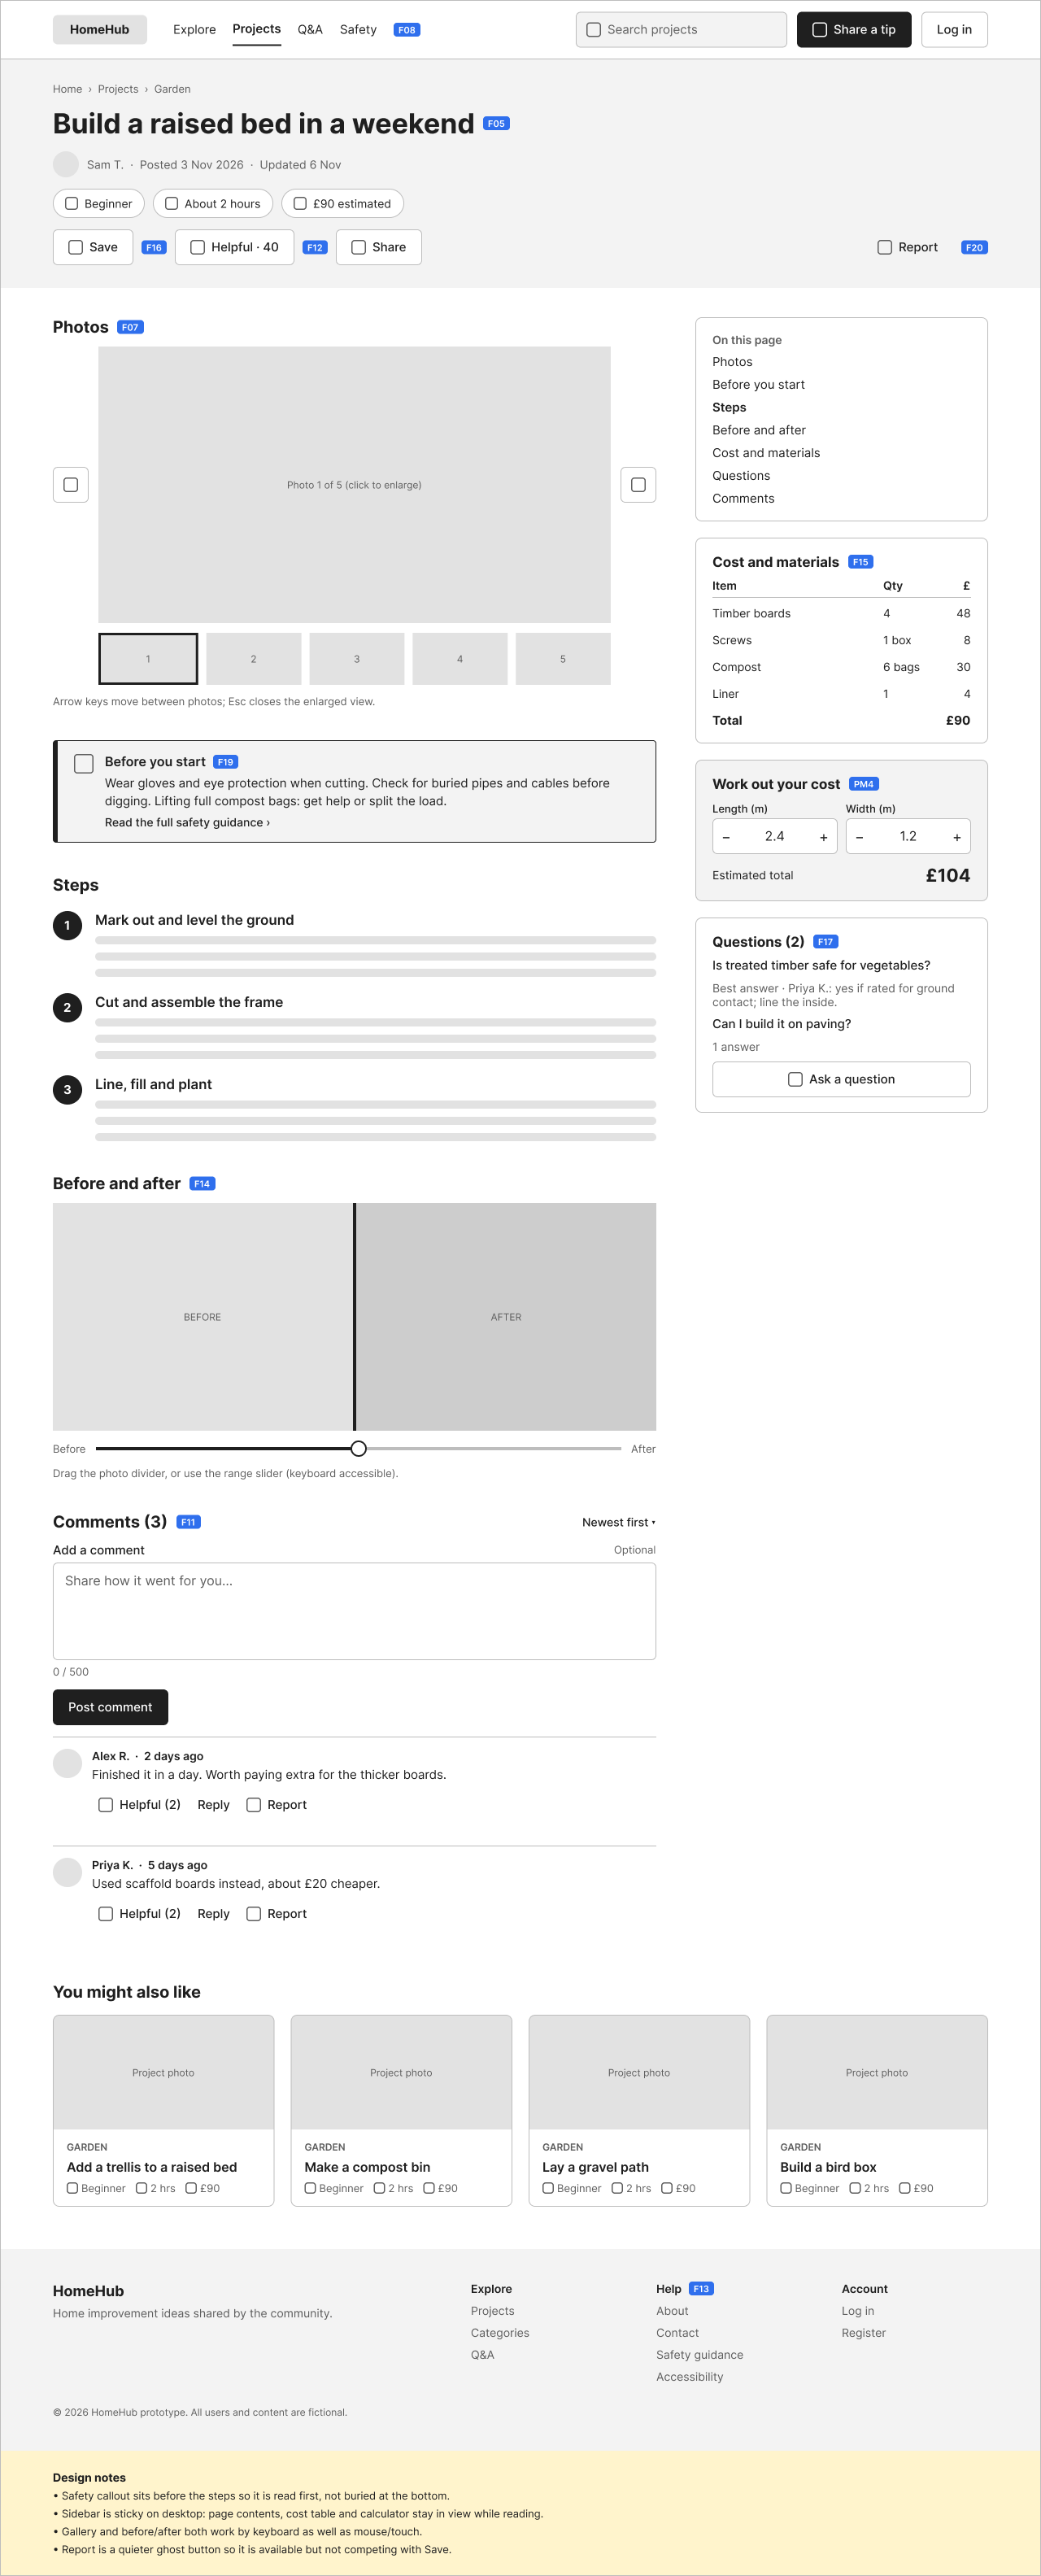 HomeHub
Explore Projects Q&A Safety F08
Search projects
Share a tip
Log in
Home › Projects › Garden
Build a raised bed in a weekend F05
Sam T. · Posted 3 Nov 2026 · Updated 6 Nov
Beginner About 2 hours £90 estimated
Save F16 Helpful · 40 F12 Share
Report F20
Photos F07
Photo 1 of 5 (click to enlarge)
1 2 3 4 5
Arrow keys move between photos; Esc closes the enlarged view.
Before you start F19
Wear gloves and eye protection when cutting. Check for buried pipes and cables before
digging. Lifting full compost bags: get help or split the load.
Read the full safety guidance ›
Steps
1 Mark out and level the ground
2 Cut and assemble the frame
3 Line, fill and plant
Before and after F14
BEFORE AFTER
Before After
Drag the photo divider, or use the range slider (keyboard accessible).
Comments (3) F11 Newest first ▾
Add a comment Optional
Share how it went for you...
0 / 500
Post comment
Alex R. · 2 days ago
Finished it in a day. Worth paying extra for the thicker boards.
Helpful (2) Reply Report
Priya K. · 5 days ago
Used scaffold boards instead, about £20 cheaper.
Helpful (2) Reply Report
On this page
Photos
Before you start
Steps
Before and after
Cost and materials
Questions
Comments
Cost and materials F15
Item Qty £
Timber boards 4 48
Screws 1 box 8
Compost 6 bags 30
Liner 1 4
Total £90
Work out your cost PM4
Length (m) Width (m)
– 2.4 + – 1.2 +
Estimated total £104
Questions (2) F17
Is treated timber safe for vegetables?
Best answer · Priya K.: yes if rated for ground
contact; line the inside.
Can I build it on paving?
1 answer
Ask a question
You might also like
Project photo Project photo Project photo Project photo
GARDEN GARDEN GARDEN GARDEN
Add a trellis to a raised bed Make a compost bin Lay a gravel path Build a bird box
Beginner 2 hrs £90 Beginner 2 hrs £90 Beginner 2 hrs £90 Beginner 2 hrs £90
HomeHub
Home improvement ideas shared by the community.
Explore
Projects
Categories
Q&A
Help F13
About
Contact
Safety guidance
Accessibility
Account
Log in
Register
© 2026 HomeHub prototype. All users and content are fictional.
Design notes
• Safety callout sits before the steps so it is read first, not buried at the bottom.
• Sidebar is sticky on desktop: page contents, cost table and calculator stay in view while reading.
• Gallery and before/after both work by keyboard as well as mouse/touch.
• Report is a quieter ghost button so it is available but not competing with Save.